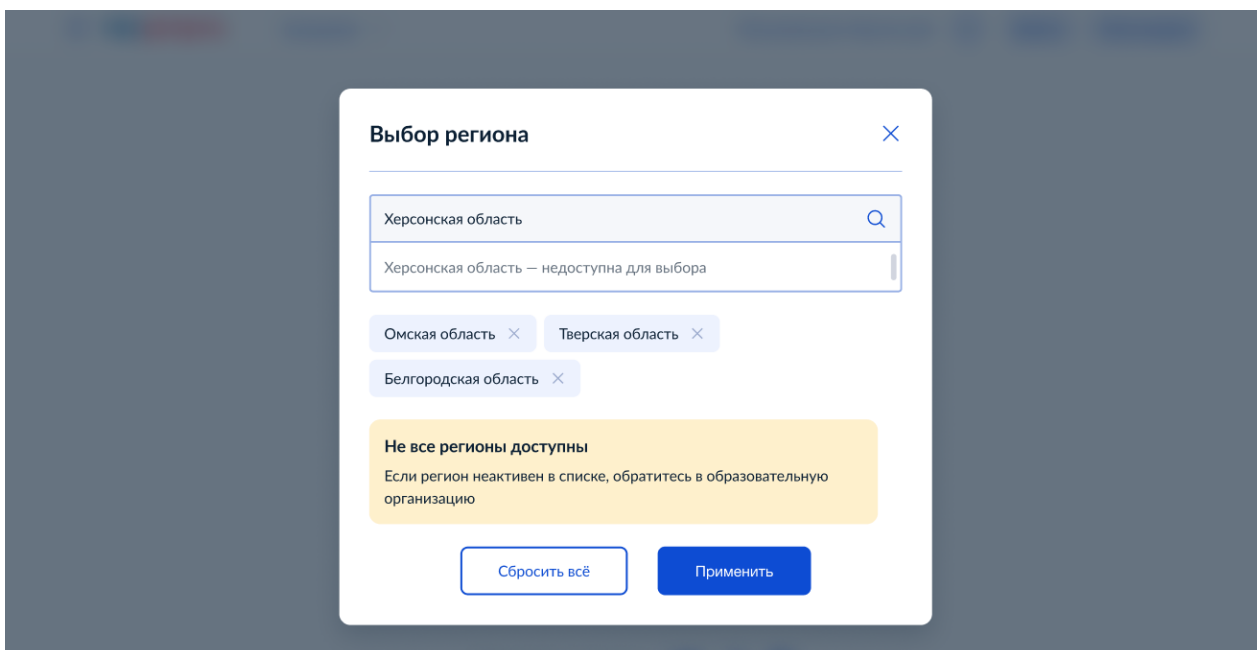 Выбор региона
Херсонская область
Херсонская область — недоступна для выбора
Омская область
Тверская область
Белгородская область
Не все регионы доступны
Если регион неактивен в списке, обратитесь в образовательную
организацию
Сбросить всё
Применить